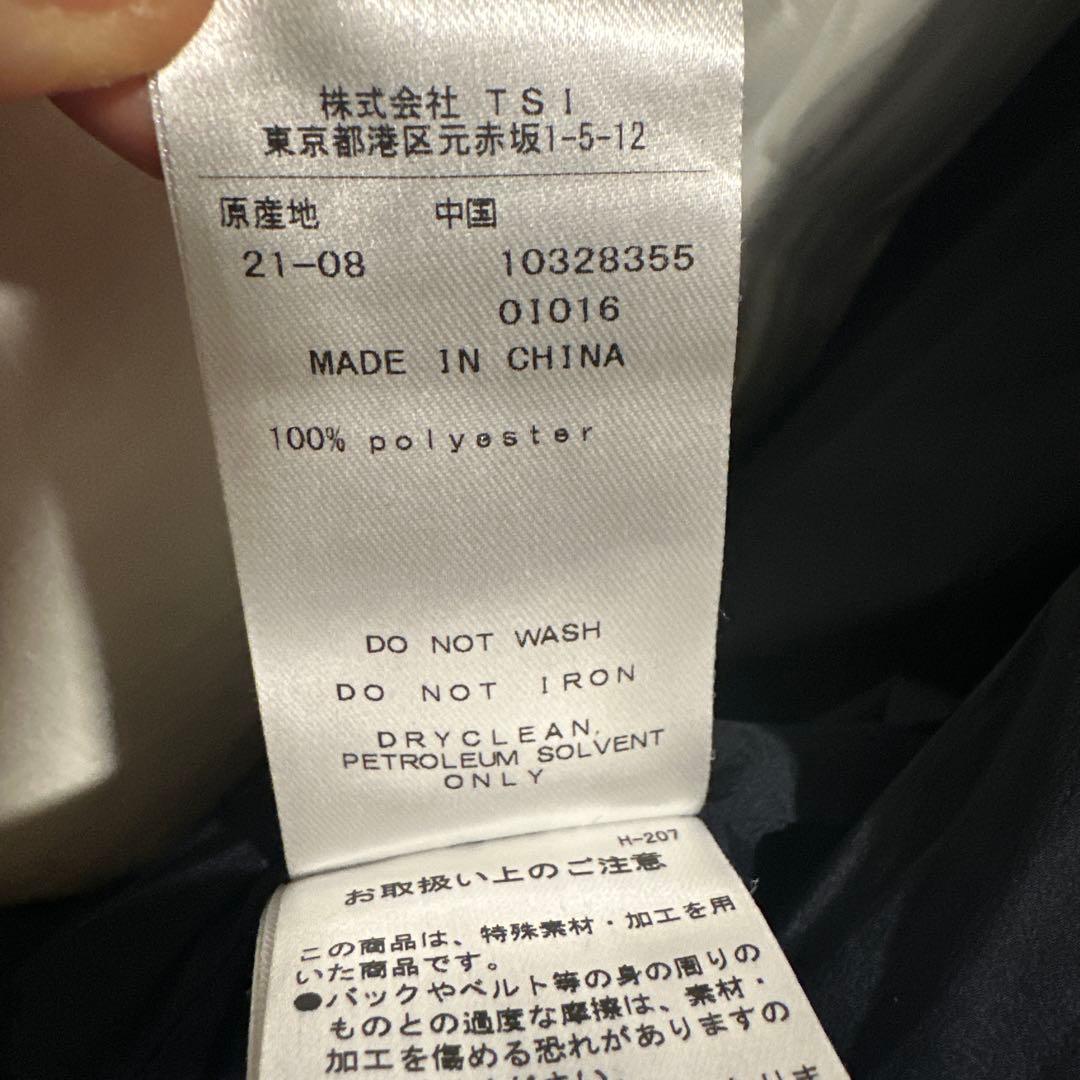 株式会社 TSI
東京都港区元赤坂1-5-12
原産地 中国
21-08 10328355
01016
MADE IN CHINA
100% polyester
DO NOT WASH
DO NOT IRON
DRYCLEAN,
PETROLEUM SOLVENT
ONLY
H-207
お取扱い上のご注意
この商品は、特殊素材・加工を用
いた商品です。
●バックやベルト等の身の周りの
ものとの過度な摩擦は、素材・
加工を傷める恐れがありますの